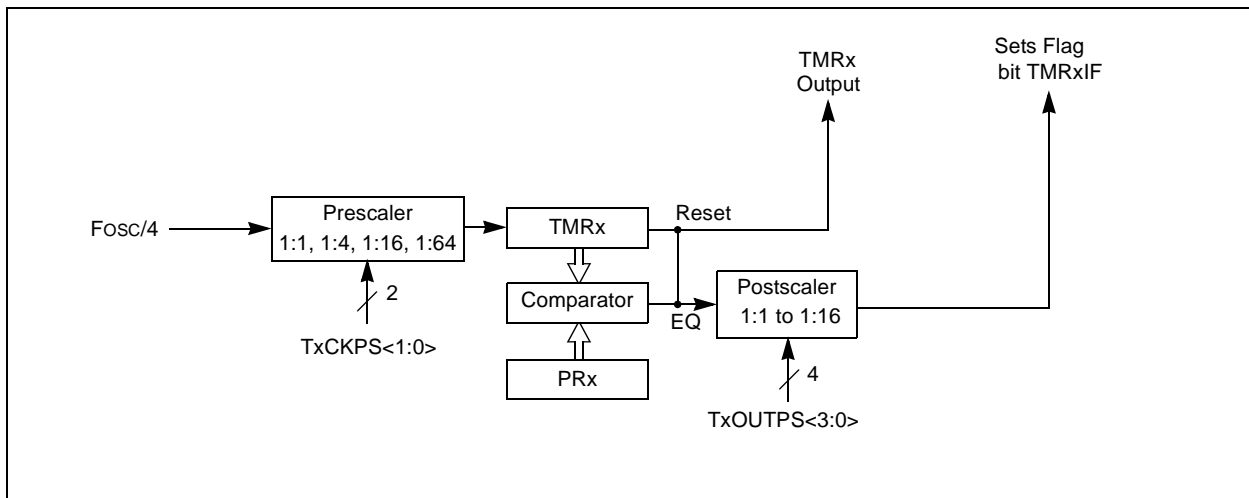 TMRx
Output
Sets Flag
bit TMRxIF
FOSC/4
Prescaler
1:1, 1:4, 1:16, 1:64
2
TxCKPS<1:0>
TMRx
Reset
Comparator
EQ
PRx
Postscaler
1:1 to 1:16
4
TxOUTPS<3:0>